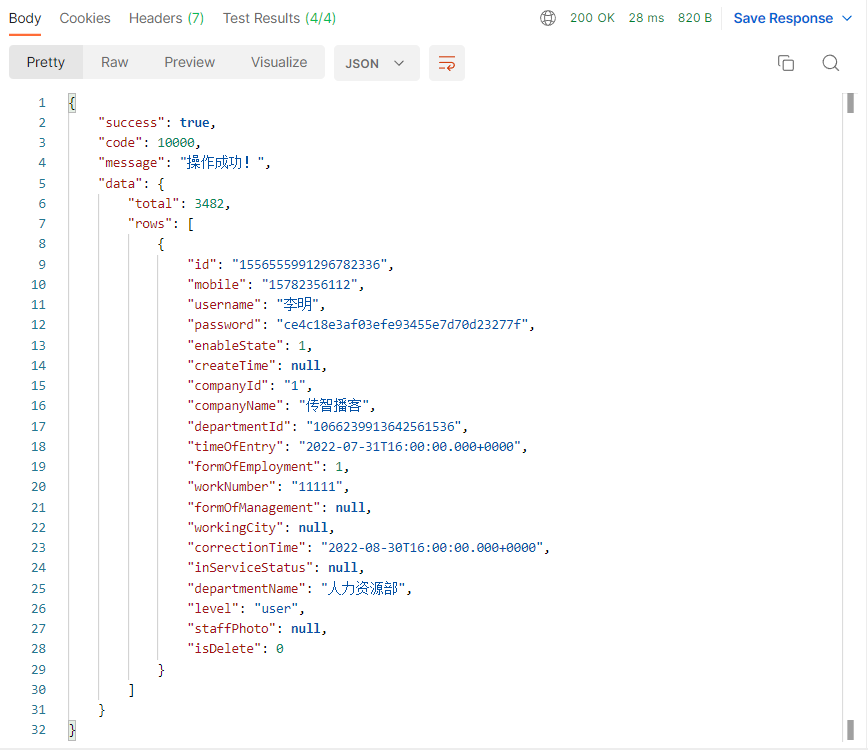 Body Cookies Headers (7) Test Results (4/4) 200 OK 28 ms 820 B Save Response
Pretty Raw Preview Visualize JSON
1 {
2 "success": true,
3 "code": 10000,
4 "message": "操作成功！",
5 "data": {
6 "total": 3482,
7 "rows": [
8 {
9 "id": "1556555991296782336",
10 "mobile": "15782356112",
11 "username": "李明",
12 "password": "ce4c18e3af03efe93455e7d70d23277f",
13 "enableState": 1,
14 "createTime": null,
15 "companyId": "1",
16 "companyName": "传智播客",
17 "departmentId": "1066239913642561536",
18 "timeOfEntry": "2022-07-31T16:00:00.000+0000",
19 "formOfEmployment": 1,
20 "workNumber": "11111",
21 "formOfManagement": null,
22 "workingCity": null,
23 "correctionTime": "2022-08-30T16:00:00.000+0000",
24 "inServiceStatus": null,
25 "departmentName": "人力资源部",
26 "level": "user",
27 "staffPhoto": null,
28 "isDelete": 0
29 }
30 ]
31 }
32 }